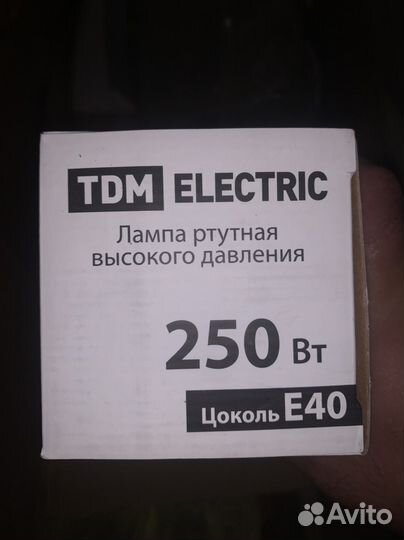 TDM ELECTRIC
Лампа ртутная
высокого давления
250 Вт
Цоколь E40
Avito